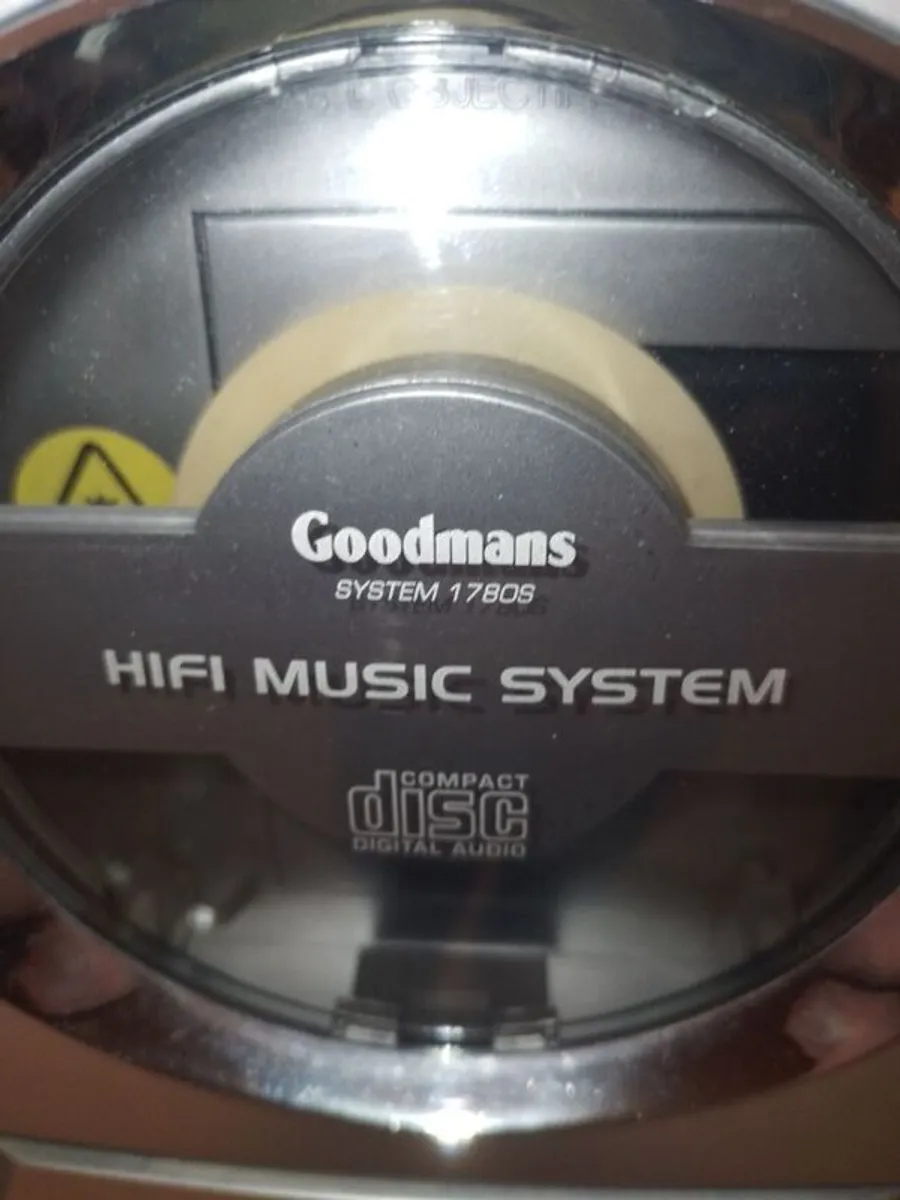 Goodmans
SYSTEM 1780S
HIFI MUSIC SYSTEM
COMPACT
disc
DIGITAL AUDIO